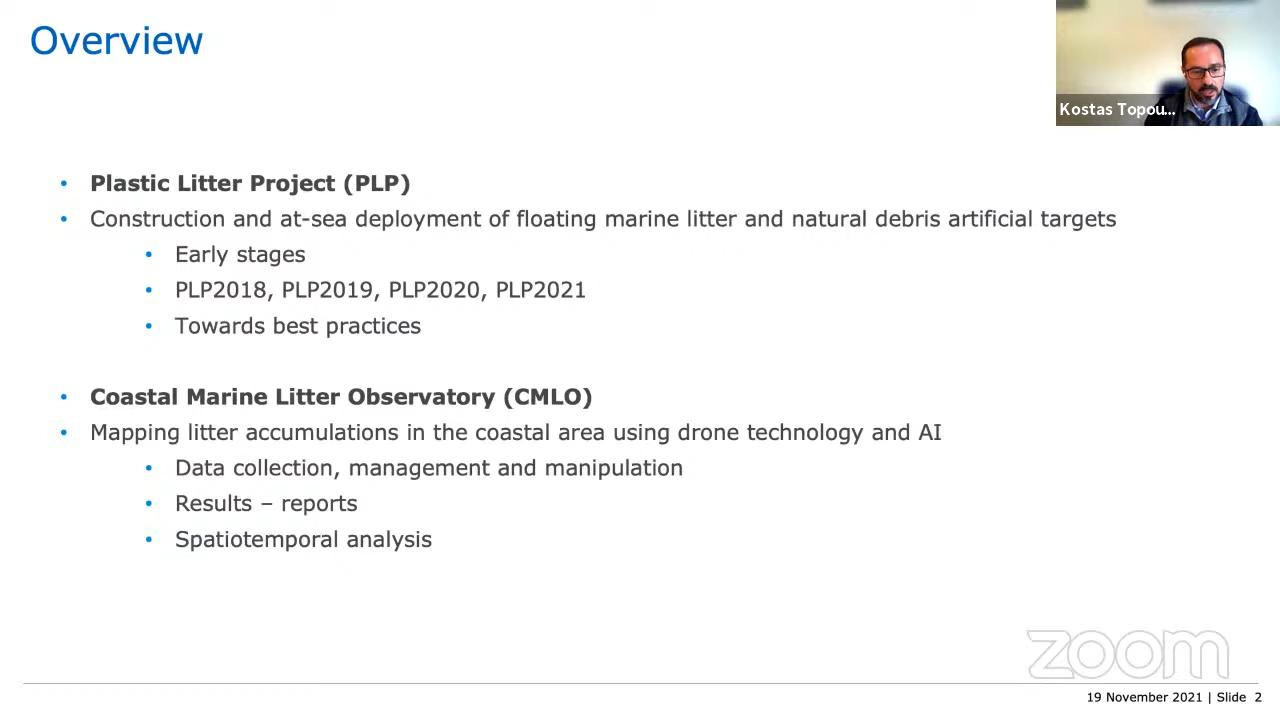 Overview
Kostas Topou...
• Plastic Litter Project (PLP)
• Construction and at-sea deployment of floating marine litter and natural debris artificial targets
• Early stages
• PLP2018, PLP2019, PLP2020, PLP2021
• Towards best practices
• Coastal Marine Litter Observatory (CMLO)
• Mapping litter accumulations in the coastal area using drone technology and AI
• Data collection, management and manipulation
• Results – reports
• Spatiotemporal analysis
zoom
19 November 2021 | Slide 2